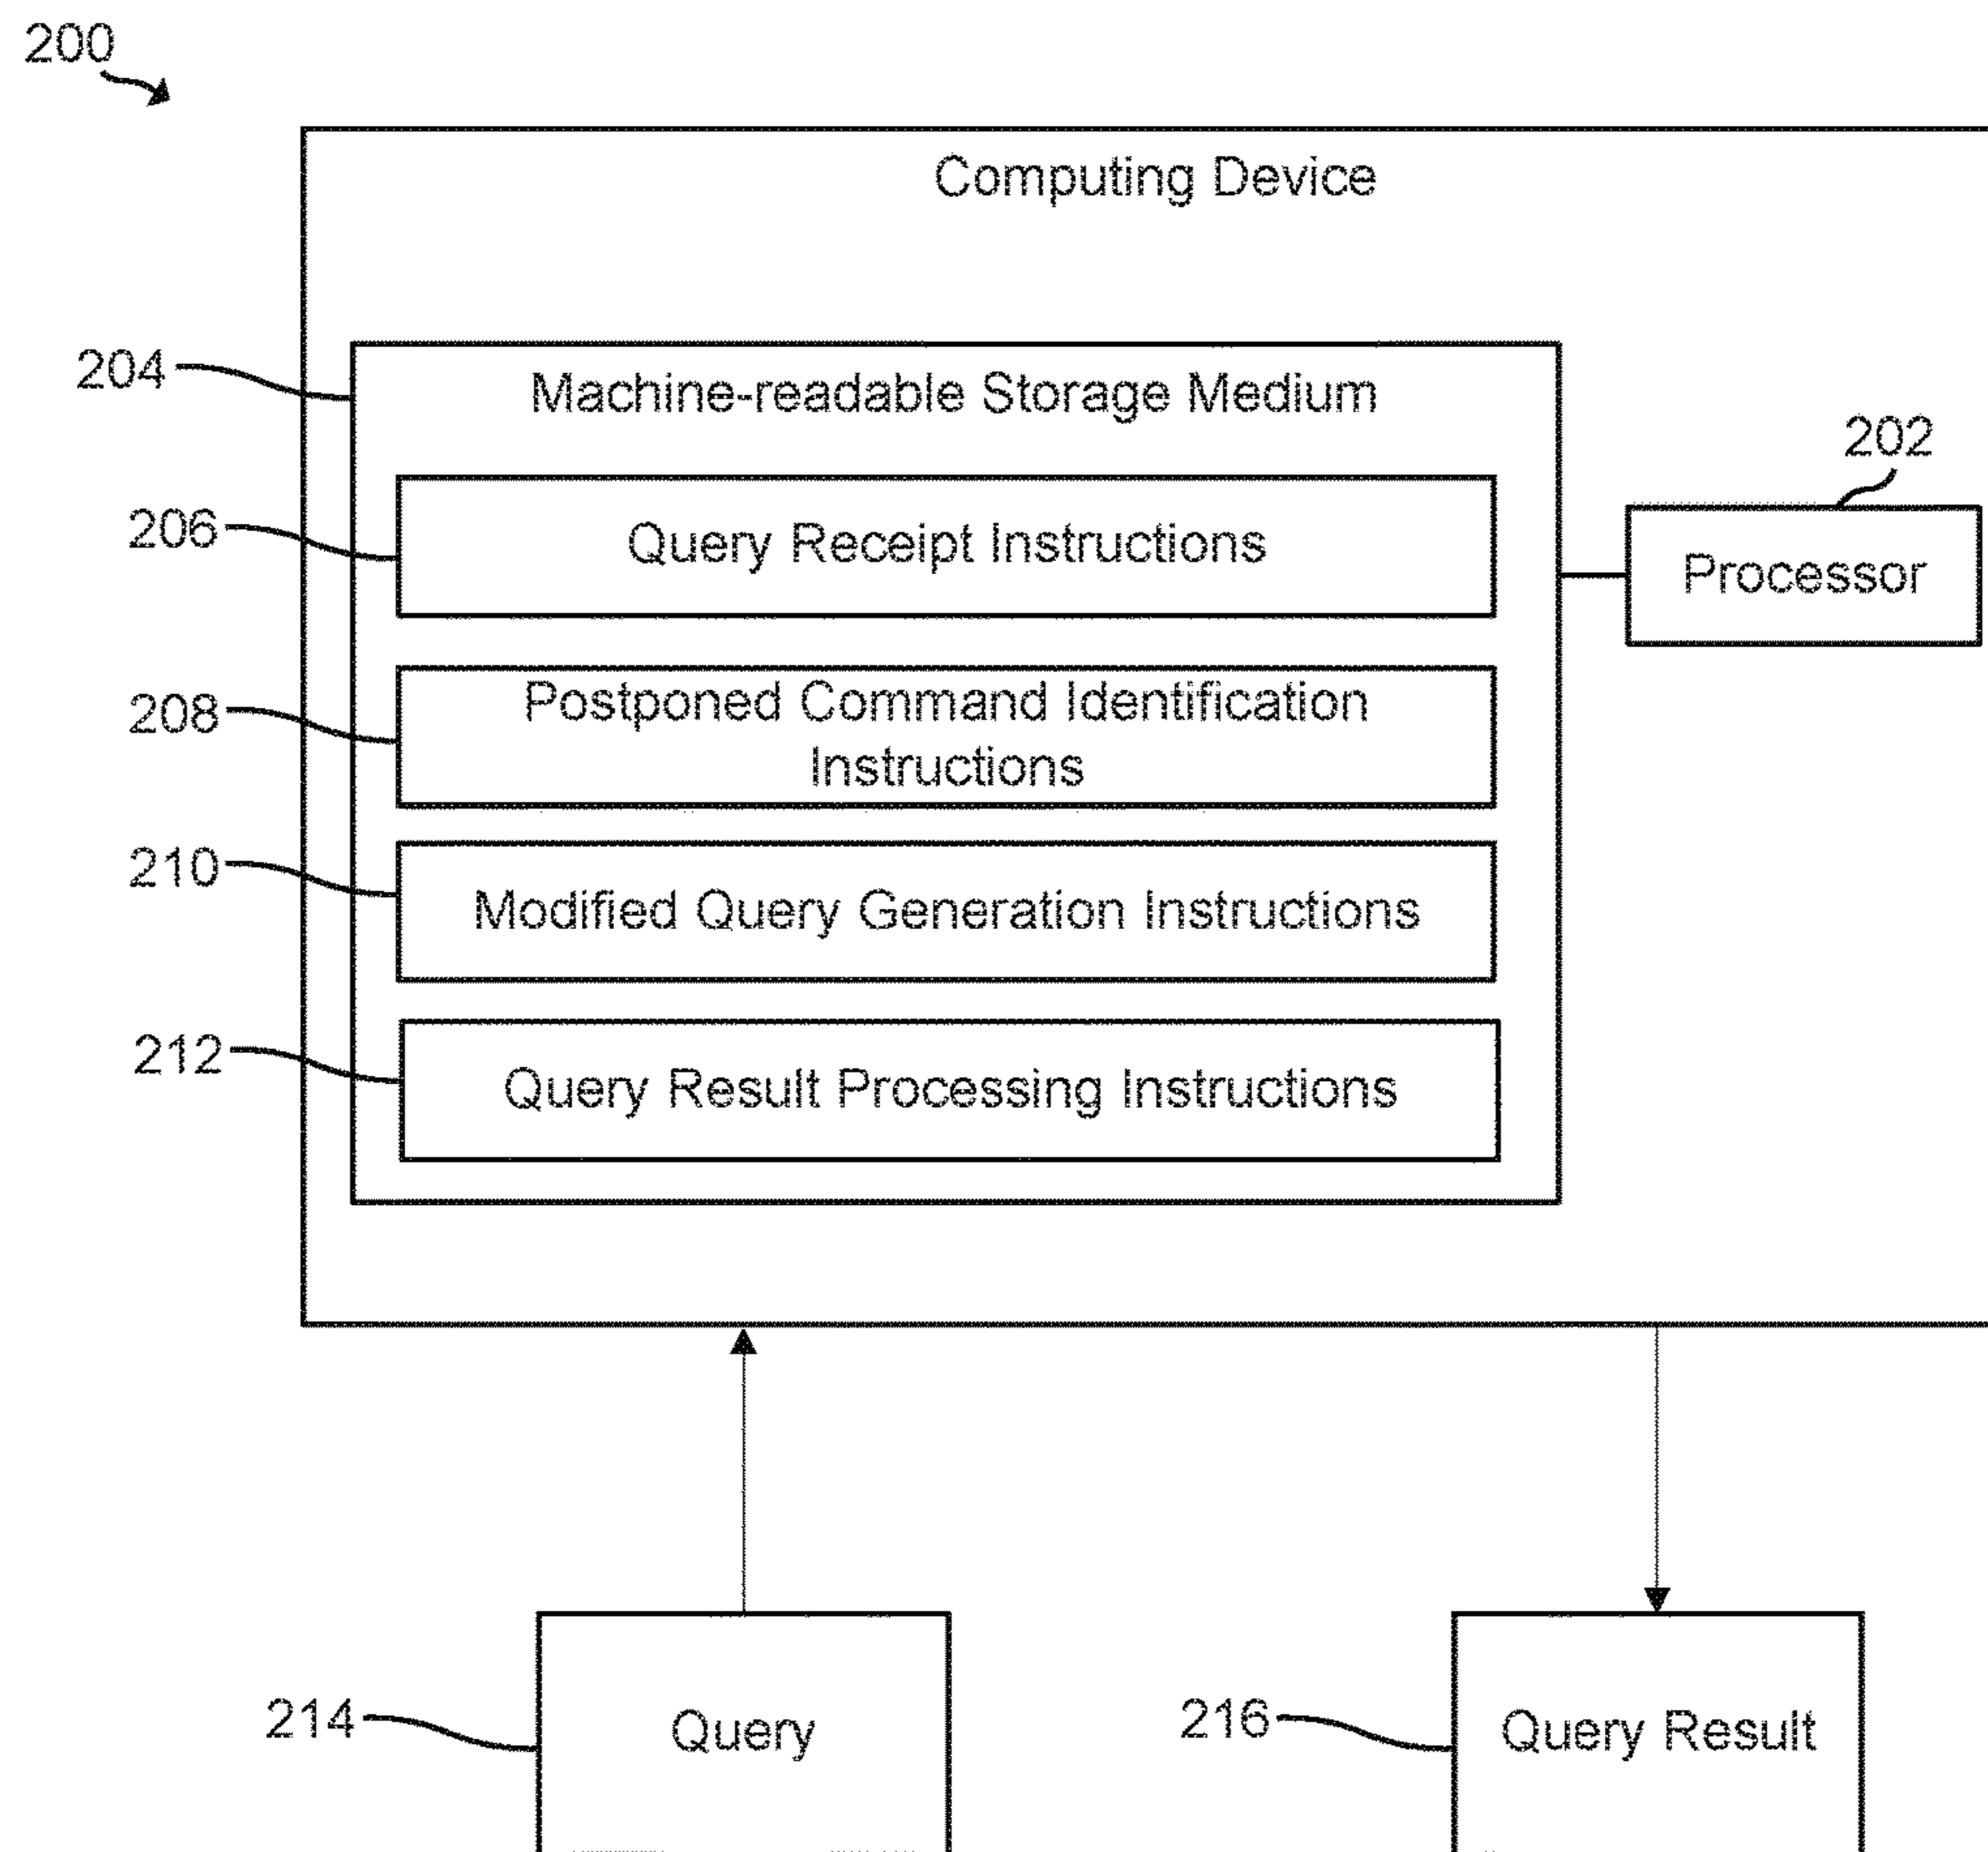 200
Computing Device
204
Machine-readable Storage Medium
202
206
Query Receipt Instructions
Processor
208
Postponed Command Identification
Instructions
210
Modified Query Generation Instructions
212
Query Result Processing Instructions
214
Query
216
Query Result